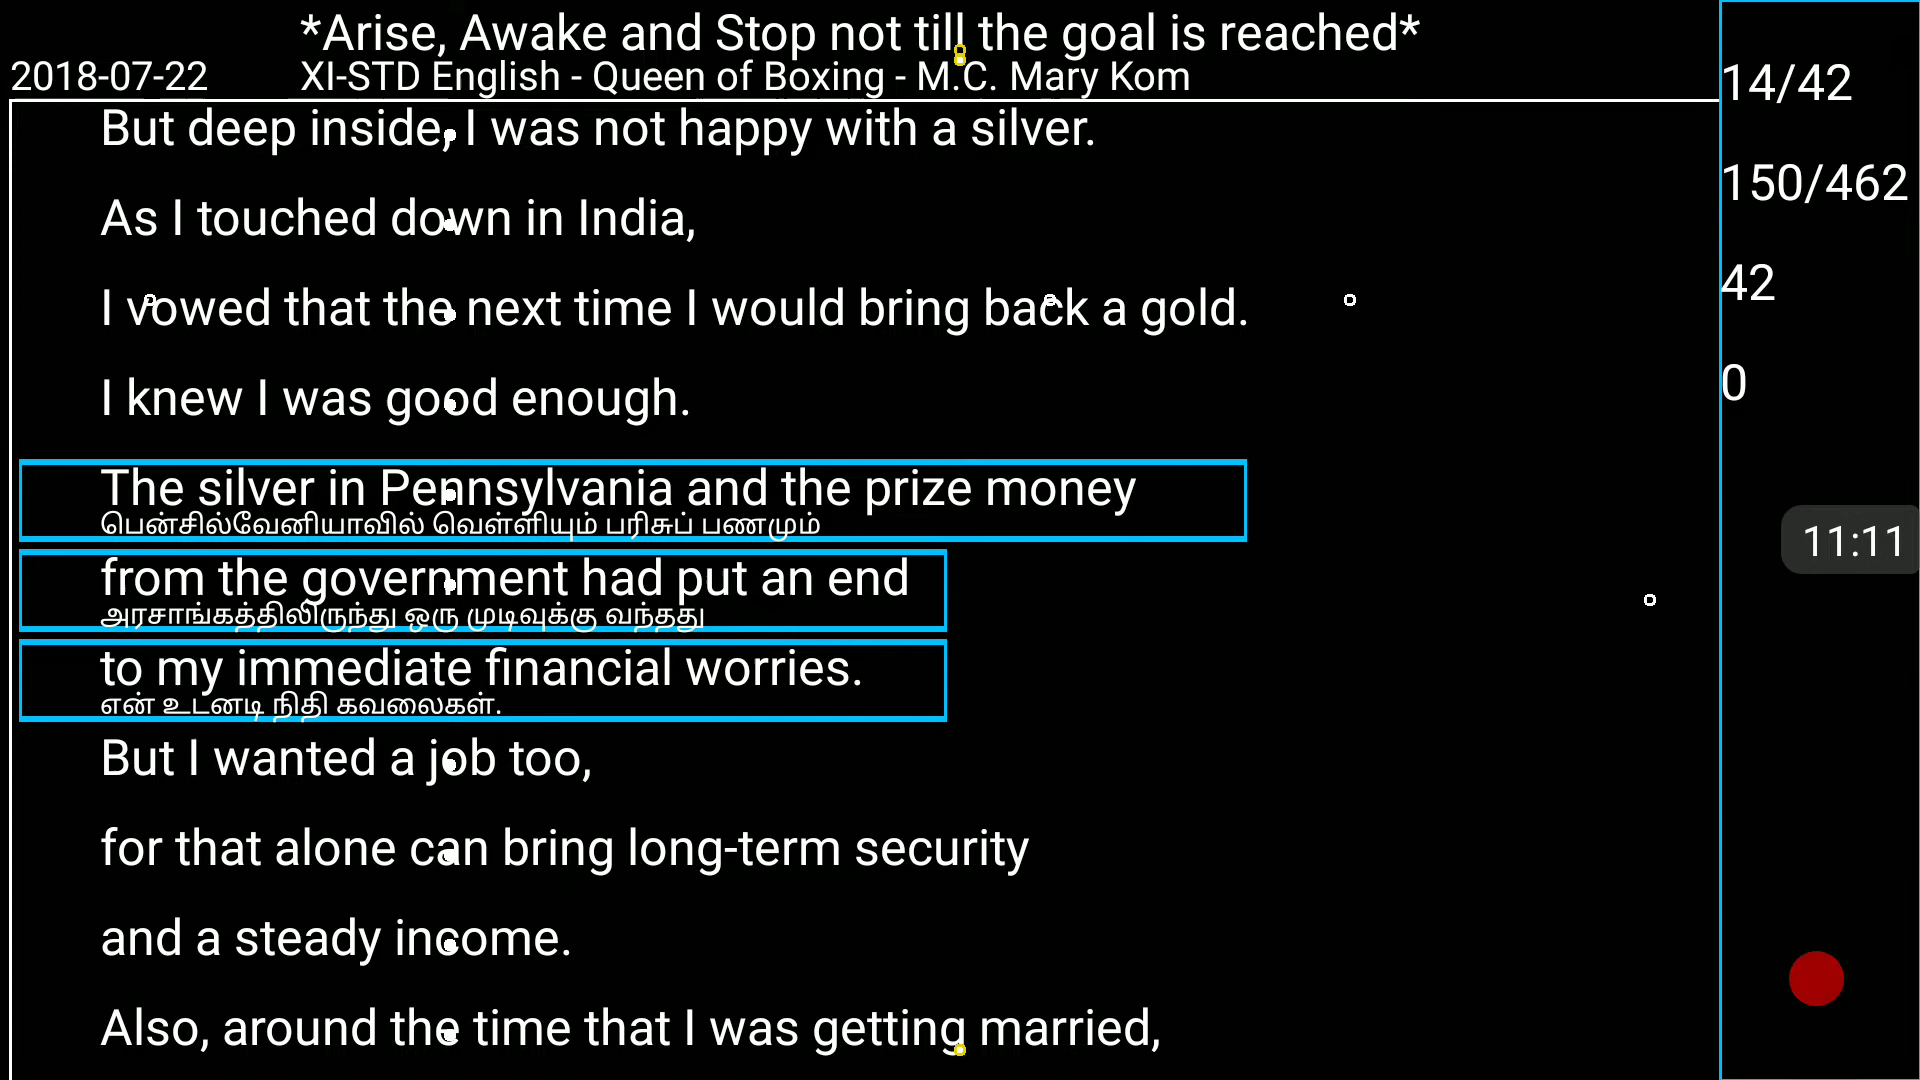 *Arise, Awake and Stop not till the goal is reached*
2018-07-22 XI-STD English - Queen of Boxing - M.C. Mary Kom
14/42
But deep inside, I was not happy with a silver.
150/462
As I touched down in India,
42
I vowed that the next time I would bring back a gold.
0
I knew I was good enough.
The silver in Pennsylvania and the prize money
பென்சில்வேனியாவில் வெள்ளியும் பரிசுப் பணமும்
11:11
from the government had put an end
அரசாங்கத்திலிருந்து ஒரு முடிவுக்கு வந்தது
to my immediate financial worries.
என் உடனடி நிதி கவலைகள்.
But I wanted a job too,
for that alone can bring long-term security
and a steady income.
Also, around the time that I was getting married,